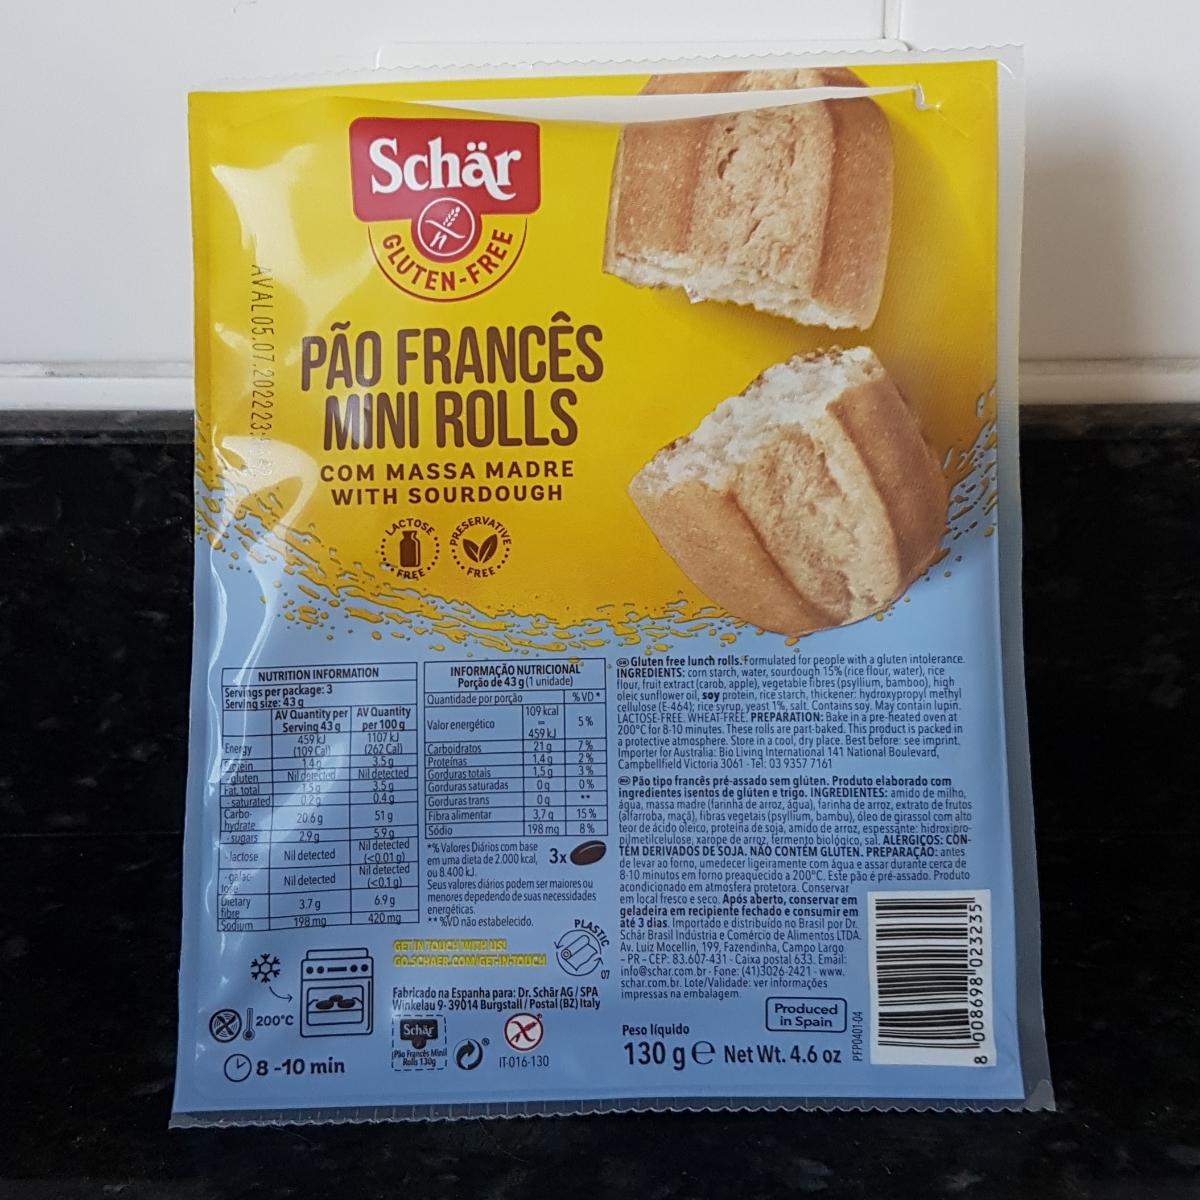 Schär
GLUTEN-FREE
AVAL 05.07.2022 23:
PÃO FRANCÊS
MINI ROLLS
COM MASSA MADRE
WITH SOURDOUGH
LACTOSE FREE
PRESERVATIVE FREE
NUTRITION INFORMATION
Servings per package: 3
Serving size: 43 g
AV Quantity per Serving 43 g AV Quantity per 100 g
Energy 459 kJ (109 Cal) 1107 kJ (262 Cal)
Protein 1.4 g 3.5 g
- gluten Nil detected Nil detected
Fat, total 1.5 g 3.5 g
- saturated 0.2 g 0.4 g
Carbo-hydrate 20.6 g 51 g
- sugars 2.9 g 5.9 g
- lactose Nil detected Nil detected (<0.01 g)
- galac-tose Nil detected Nil detected (<0.1 g)
Dietary fibre 3.7 g 6.9 g
Sodium 198 mg 420 mg
INFORMAÇÃO NUTRICIONAL
Porção de 43 g (1 unidade)
Quantidade por porção %VD*
Valor energético 109 kcal = 459 kJ 5%
Carboidratos 21 g 7%
Proteínas 1,4 g 2%
Gorduras totais 1,5 g 3%
Gorduras saturadas 0 g 0%
Gorduras trans 0 g **
Fibra alimentar 3,7 g 15%
Sódio 198 mg 8%
*% Valores Diários com base
em uma dieta de 2.000 kcal,
ou 8.400 kJ.
Seus valores diários podem ser maiores ou
menores dependendo de suas necessidades
energéticas.
** %VD não estabelecido.
3x
GB Gluten free lunch rolls. Formulated for people with a gluten intolerance.
INGREDIENTS: corn starch, water, sourdough 15% (rice flour, water), rice
flour, fruit extract (carob, apple), vegetable fibres (psyllium, bamboo), high
oleic sunflower oil, soy protein, rice starch, thickener: hydroxypropyl methyl
cellulose (E-464); rice syrup, yeast 1%, salt. Contains soy. May contain lupin.
LACTOSE-FREE. WHEAT-FREE. PREPARATION: Bake in a pre-heated oven at
200°C for 8-10 minutes. These rolls are part-baked. This product is packed in
a protective atmosphere. Store in a cool, dry place. Best before: see imprint.
Importer for Australia: Bio Living International 141 National Boulevard,
Campbellfield Victoria 3061 - Tel: 03 9357 7161
Pão tipo francês pré-assado sem glúten. Produto elaborado com
ingredientes isentos de glúten e trigo. INGREDIENTES: amido de milho,
água, massa madre (farinha de arroz, água), farinha de arroz, extrato de frutos
(alfarroba, maçã), fibras vegetais (psyllium, bambu), óleo de girassol com alto
teor de ácido oleico, proteína de soja, amido de arroz, espessante: hidroxipro-
pilmetilcelulose, xarope de arroz, fermento biológico, sal. ALÉRGICOS: CON-
TÉM DERIVADOS DE SOJA. NÃO CONTÉM GLÚTEN. PREPARAÇÃO: antes
de levar ao forno, umedecer ligeiramente com água e assar durante cerca de
8-10 minutos em forno preaquecido a 200°C. Este pão é pré-assado. Produto
acondicionado em atmosfera protetora. Conservar
em local fresco e seco. Após aberto, conservar em
geladeira em recipiente fechado e consumir em
até 3 dias. Importado e distribuído no Brasil por Dr.
Schär Brasil Indústria e Comércio de Alimentos LTDA.
Av. Luiz Mocellin, 199, Fazendinha, Campo Largo
- PR - CEP: 83.607-431 - Caixa postal 633. Email:
info@schar.com.br - Fone: (41)3026-2421 - www.
schar.com.br. Lote/Validade: ver informações
impressas na embalagem.
GET IN TOUCH WITH US!
GO.SCHAER.COM/GET-IN-TOUCH
PLASTIC
07
Fabricado na Espanha para: Dr. Schär AG / SPA
Winkelau 9 - 39014 Burgstall / Postal (BZ) Italy
200°C
8-10 min
Schär
Pão Francês Mini
Rolls 130g
IT-016-130
Peso líquido
130 g e Net Wt. 4.6 oz
Produced
in Spain
PFP0401-04
8 008698 023235